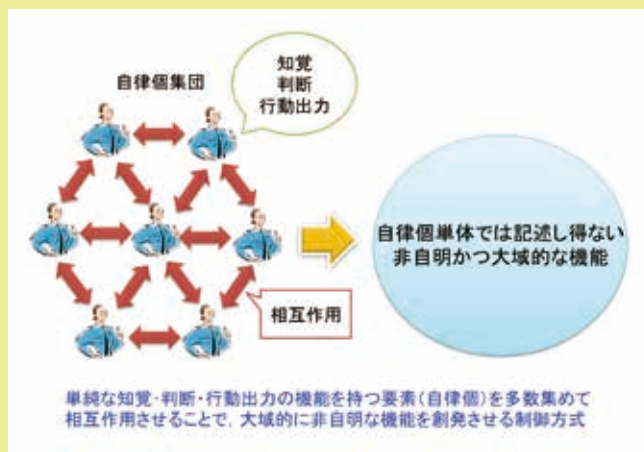 自律個集団
知覚
判断
行動出力
自律個単体では記述し得ない
非自明かつ大域的な機能
相互作用
単純な知覚・判断・行動出力の機能を持つ要素(自律個)を多数集めて
相互作用させることで，大域的に非自明な機能を創発させる制御方式